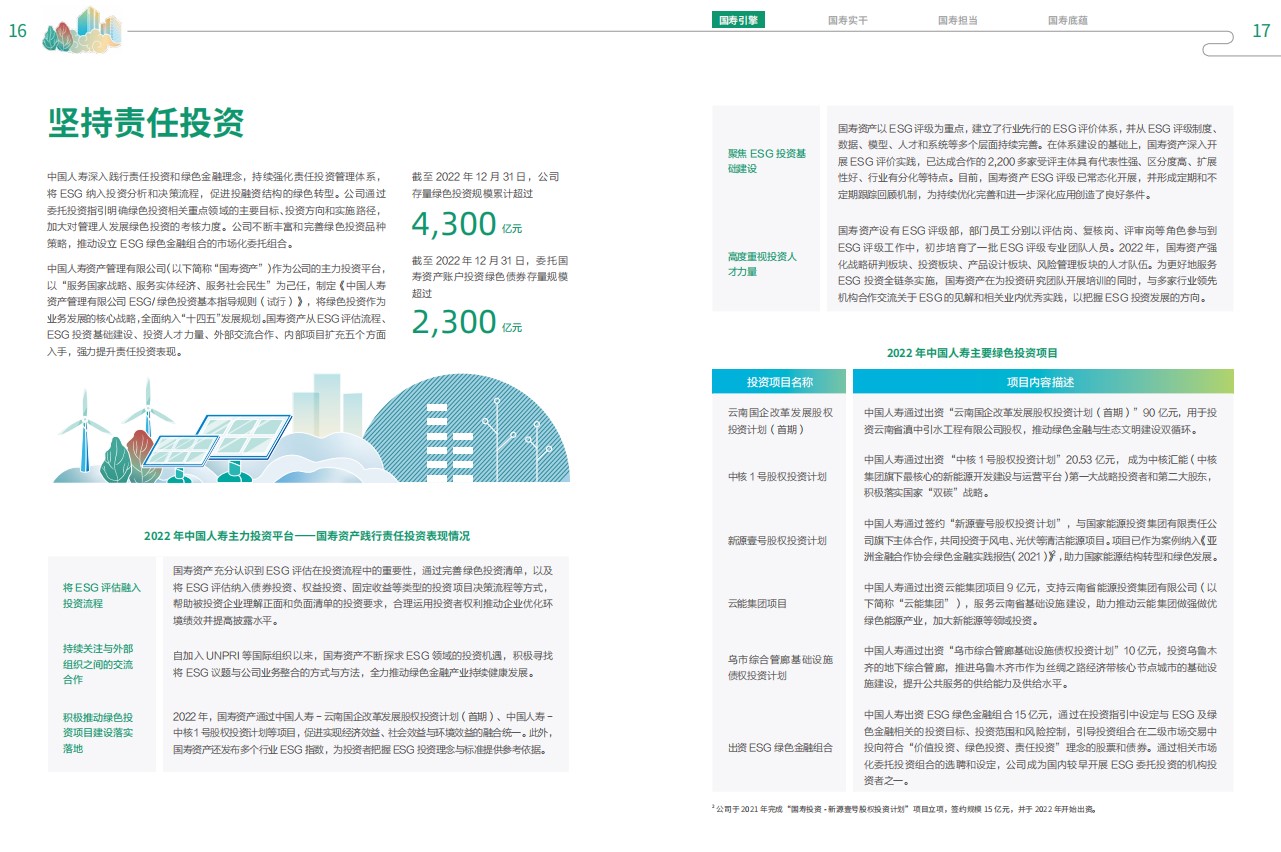 16
国寿引擎
国寿实干
国寿担当
国寿底蕴
17
坚持责任投资
中国人寿深入践行责任投资和绿色金融理念，持续强化责任投资管理体系，
将 ESG 纳入投资分析和决策流程，促进投融资结构的绿色转型。公司通过
委托投资指引明确绿色投资相关重点领域的主要目标、投资方向和实施路径，
加大对管理人发展绿色投资的考核力度。公司不断丰富和完善绿色投资品种
策略，推动设立 ESG 绿色金融组合的市场化委托组合。
中国人寿资产管理有限公司（以下简称“国寿资产”）作为公司的主力投资平台，
以“服务国家战略、服务实体经济、服务社会民生”为己任，制定《中国人寿
资产管理有限公司 ESG/ 绿色投资基本指导规则（试行）》，将绿色投资作为
业务发展的核心战略，全面纳入“十四五”发展规划。国寿资产从 ESG 评估流程、
ESG 投资基础建设、投资人才力量、外部交流合作、内部项目扩充五个方面
入手，强力提升责任投资表现。
截至 2022 年 12 月 31 日，公司
存量绿色投资规模累计超过
4,300 亿元
截至 2022 年 12 月 31 日，委托国
寿资产账户投资绿色债券存量规模
超过
2,300 亿元
2022 年中国人寿主力投资平台——国寿资产践行责任投资表现情况
将 ESG 评估融入
投资流程
国寿资产充分认识到 ESG 评估在投资流程中的重要性，通过完善绿色投资清单，以及
将 ESG 评估纳入债券投资、权益投资、固定收益等类型的投资项目决策流程等方式，
帮助被投资企业理解正面和负面清单的投资要求，合理运用投资者权利推动企业优化环
境绩效并提高披露水平。
持续关注与外部
组织之间的交流
合作
自加入 UNPRI 等国际组织以来，国寿资产不断探求 ESG 领域的投资机遇，积极寻找
将 ESG 议题与公司业务整合的方式与方法，全力推动绿色金融产业持续健康发展。
积极推动绿色投
资项目建设落实
落地
2022 年，国寿资产通过中国人寿 - 云南国企改革发展股权投资计划（首期）、中国人寿 -
中核1号股权投资计划等项目，促进实现经济效益、社会效益与环境效益的融合统一。此外，
国寿资产还发布多个行业 ESG 指数，为投资者把握 ESG 投资理念与标准提供参考依据。
聚焦 ESG 投资基
础建设
国寿资产以 ESG 评级为重点，建立了行业先行的 ESG 评价体系，并从 ESG 评级制度、
数据、模型、人才和系统等多个层面持续完善。在体系建设的基础上，国寿资产深入开
展 ESG 评价实践，已达成合作的 2,200 多家受评主体具有代表性强、区分度高、扩展
性好、行业有分化等特点。目前，国寿资产 ESG 评级已常态化开展，并形成定期和不
定期跟踪回顾机制，为持续优化完善和进一步深化应用创造了良好条件。
高度重视投资人
才力量
国寿资产设有 ESG 评级部，部门员工分别以评估岗、复核岗、评审岗等角色参与到
ESG 评级工作中，初步培育了一批 ESG 评级专业团队人员。2022 年，国寿资产强
化战略研判板块、投资板块、产品设计板块、风险管理板块的人才队伍。为更好地服务
ESG 投资全链条实施，国寿资产在为投资研究团队开展培训的同时，与多家行业领先
机构合作交流关于 ESG 的见解和相关业内优秀实践，以把握 ESG 投资发展的方向。
2022 年中国人寿主要绿色投资项目
投资项目名称
项目内容描述
云南国企改革发展股权
投资计划（首期）
中国人寿通过出资“云南国企改革发展股权投资计划（首期）”90 亿元，用于投
资云南省滇中引水工程有限公司股权，推动绿色金融与生态文明建设双循环。
中核 1 号股权投资计划
中国人寿通过出资 “中核 1 号股权投资计划”20.53 亿元， 成为中核汇能（中核
集团旗下最核心的新能源开发建设与运营平台）第一大战略投资者和第二大股东，
积极落实国家“双碳”战略。
新源壹号股权投资计划
中国人寿通过签约“新源壹号股权投资计划”，与国家能源投资集团有限责任公
司旗下主体合作，共同投资于风电、光伏等清洁能源项目。项目已作为案例纳入《亚
洲金融合作协会绿色金融实践报告（2021）》²，助力国家能源结构转型和绿色发展。
云能集团项目
中国人寿通过出资云能集团项目 9 亿元，支持云南省能源投资集团有限公司（以
下简称“云能集团”），服务云南省基础设施建设，助力推动云能集团做强做优
绿色能源产业，加大新能源等领域投资。
乌市综合管廊基础设施
债权投资计划
中国人寿通过出资“乌市综合管廊基础设施债权投资计划”10 亿元，投资乌鲁木
齐的地下综合管廊，推进乌鲁木齐市作为丝绸之路经济带核心节点城市的基础设
施建设，提升公共服务的供给能力及供给水平。
出资 ESG 绿色金融组合
中国人寿出资 ESG 绿色金融组合 15 亿元，通过在投资指引中设定与 ESG 及绿
色金融相关的投资目标、投资范围和风险控制，引导投资组合在二级市场交易中
投向符合“价值投资、绿色投资、责任投资” 理念的股票和债券。通过相关市场
化委托投资组合的选聘和设定，公司成为国内较早开展 ESG 委托投资的机构投
资者之一。
² 公司于 2021 年完成“国寿投资 - 新源壹号股权投资计划”项目立项，签约规模 15 亿元，并于 2022 年开始出资。